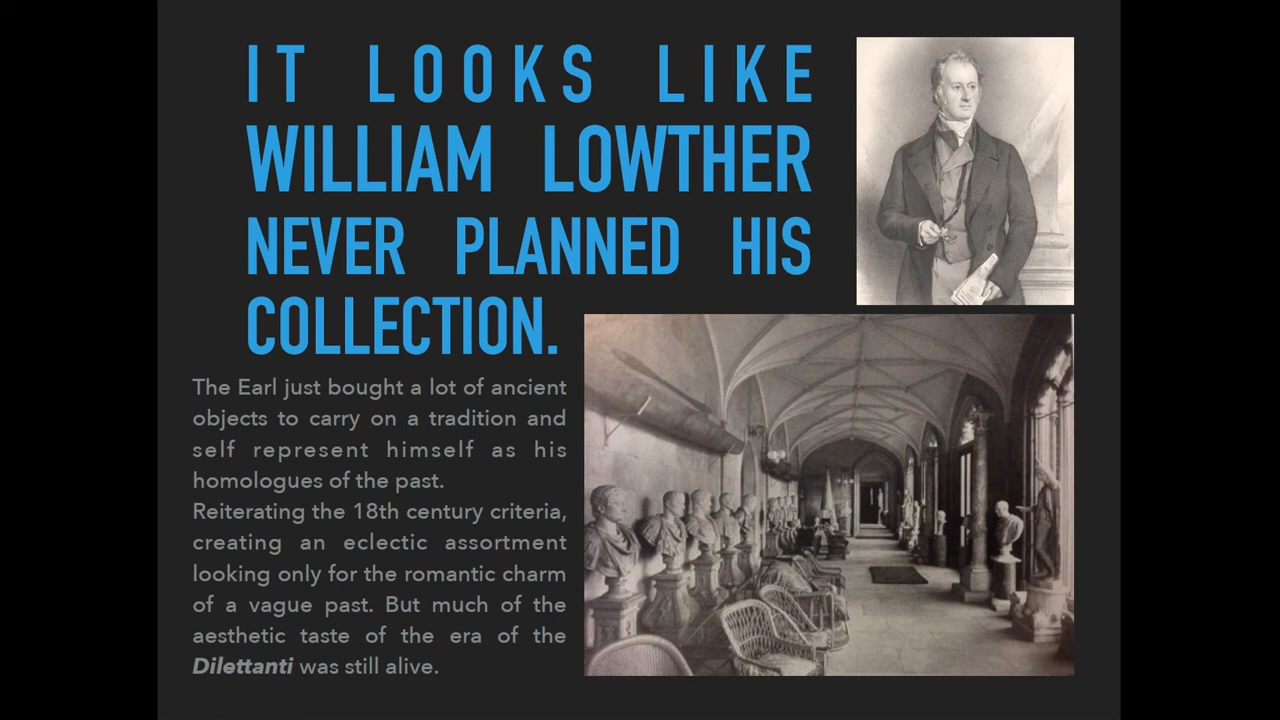 IT LOOKS LIKE
WILLIAM LOWTHER
NEVER PLANNED HIS
COLLECTION.
The Earl just bought a lot of ancient
objects to carry on a tradition and
self represent himself as his
homologues of the past.
Reiterating the 18th century criteria,
creating an eclectic assortment
looking only for the romantic charm
of a vague past. But much of the
aesthetic taste of the era of the
Dilettanti was still alive.